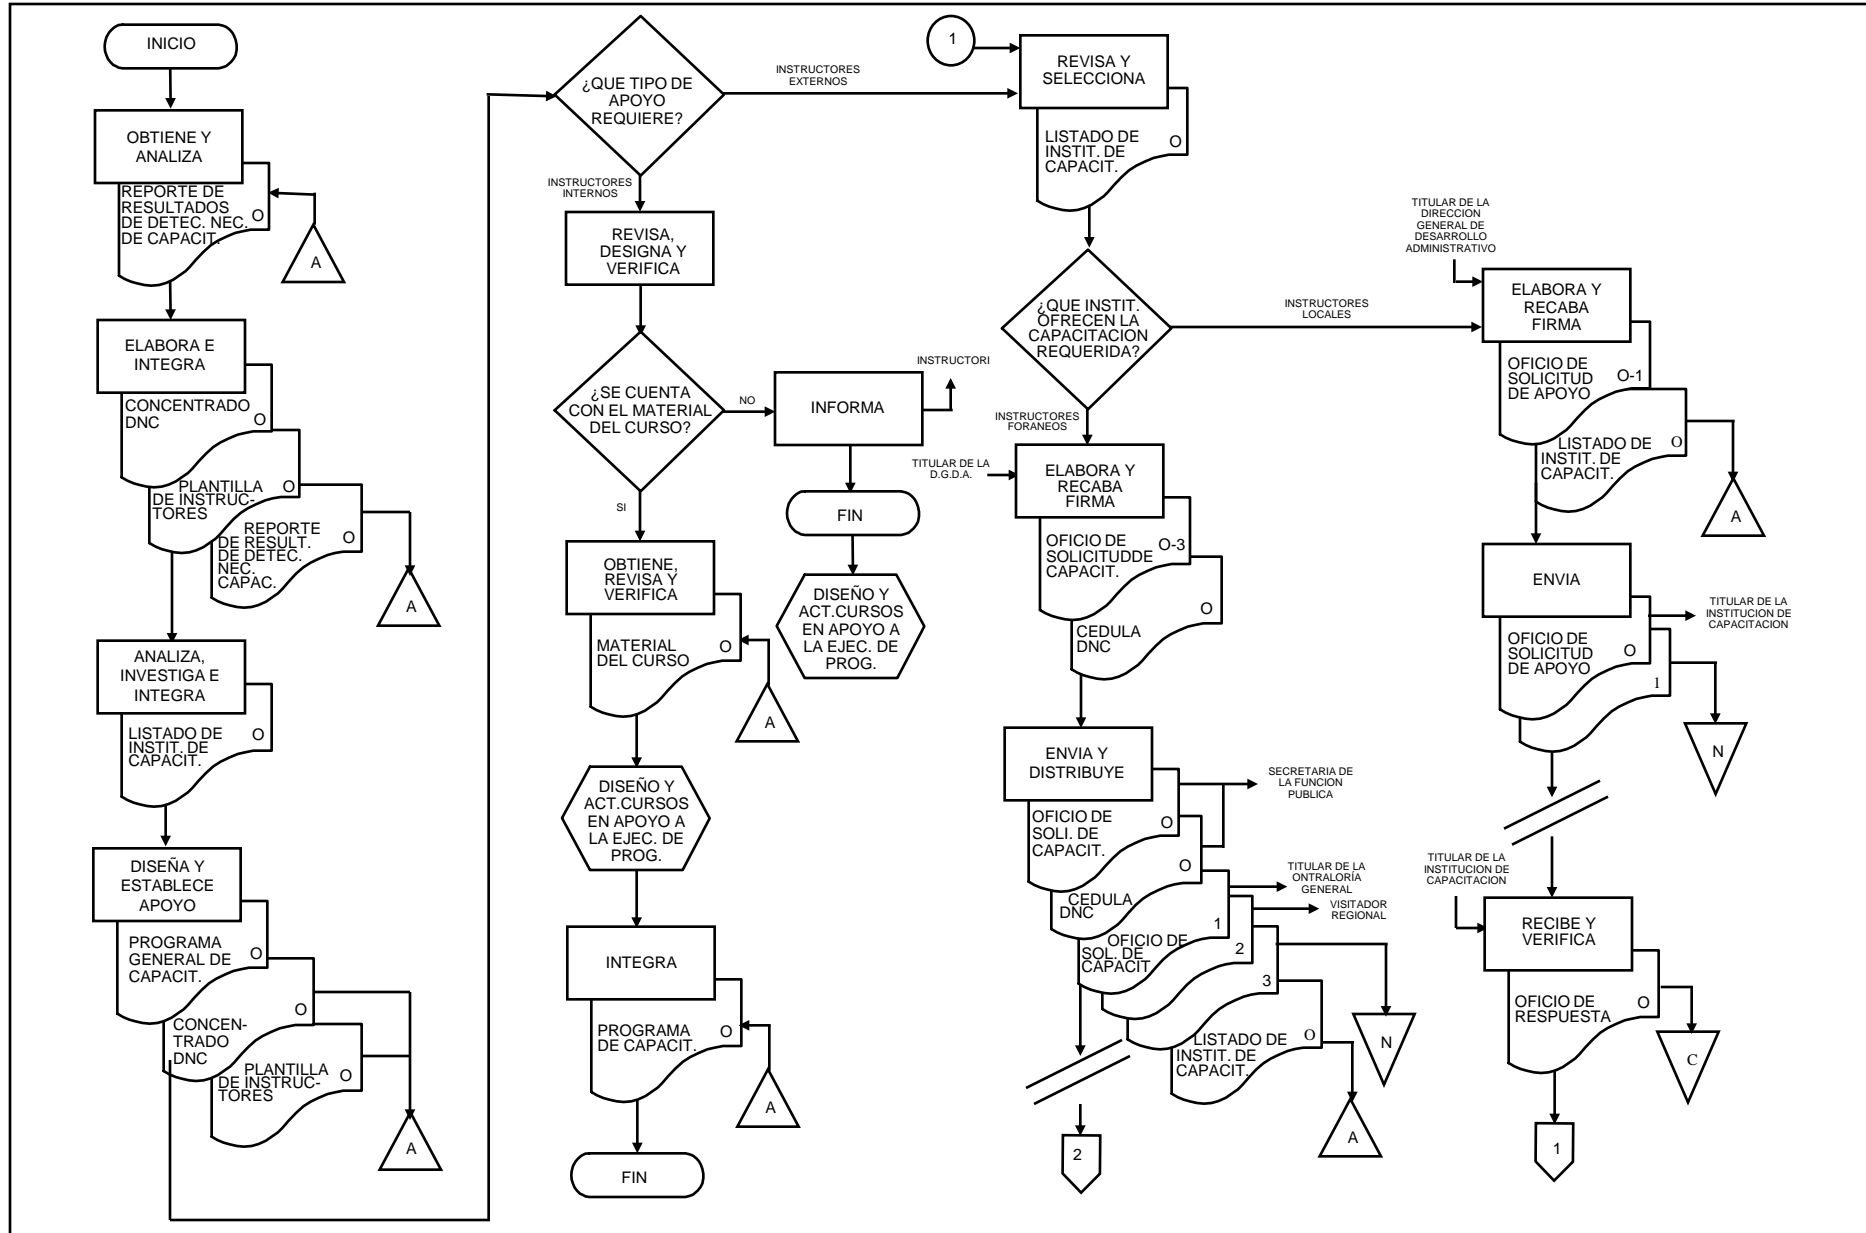 INICIO
OBTIENE Y
ANALIZA
REPORTE DE
RESULTADOS
DE DETEC. NEC.
DE CAPACIT.
O
A
ELABORA E
INTEGRA
CONCENTRADO
DNC
O
PLANTILLA
DE INSTRUC-
TORES
O
REPORTE
DE RESULT.
DE DETEC.
NEC.
CAPAC.
O
A
ANALIZA,
INVESTIGA E
INTEGRA
LISTADO DE
INSTIT. DE
CAPACIT.
O
DISEÑA Y
ESTABLECE
APOYO
PROGRAMA
GENERAL DE
CAPACIT.
O
CONCEN-
TRADO
DNC
O
PLANTILLA
DE INSTRUC-
TORES
O
A
¿QUE TIPO DE
APOYO
REQUIERE?
INSTRUCTORES
EXTERNOS
INSTRUCTORES
INTERNOS
REVISA,
DESIGNA Y
VERIFICA
¿SE CUENTA
CON EL MATERIAL
DEL CURSO?
NO
INFORMA
INSTRUCTORI
FIN
DISEÑO Y
ACT.CURSOS
EN APOYO A
LA EJEC. DE
PROG.
SI
OBTIENE,
REVISA Y
VERIFICA
MATERIAL
DEL CURSO
O
A
DISEÑO Y
ACT.CURSOS
EN APOYO A
LA EJEC. DE
PROG.
INTEGRA
PROGRAMA
DE CAPACIT.
O
A
FIN
1
REVISA Y
SELECCIONA
LISTADO DE
INSTIT. DE
CAPACIT.
O
¿QUE INSTIT.
OFRECEN LA
CAPACITACION
REQUERIDA?
INSTRUCTORES
LOCALES
INSTRUCTORES
FORANEOS
TITULAR DE LA
D.G.D.A.
ELABORA Y
RECABA
FIRMA
OFICIO DE
SOLICITUDDE
CAPACIT.
O-3
CEDULA
DNC
O
ENVIA Y
DISTRIBUYE
OFICIO DE
SOLI. DE
CAPACIT.
O
SECRETARIA DE
LA FUNCION
PUBLICA
CEDULA
DNC
O
TITULAR DE LA
ONTRALORÍA
GENERAL
VISITADOR
REGIONAL
OFICIO DE
SOL. DE
CAPACIT
1
2
3
N
LISTADO DE
INSTIT. DE
CAPACIT.
O
A
2
TITULAR DE LA
DIRECCION
GENERAL DE
DESARROLLO
ADMINISTRATIVO
ELABORA Y
RECABA
FIRMA
OFICIO DE
SOLICITUD
DE APOYO
O-1
LISTADO DE
INSTIT. DE
CAPACIT.
O
A
ENVIA
TITULAR DE LA
INSTITUCION DE
CAPACITACION
OFICIO DE
SOLICITUD
DE APOYO
O
1
N
TITULAR DE LA
INSTITUCION DE
CAPACITACION
RECIBE Y
VERIFICA
OFICIO DE
RESPUESTA
O
C
1